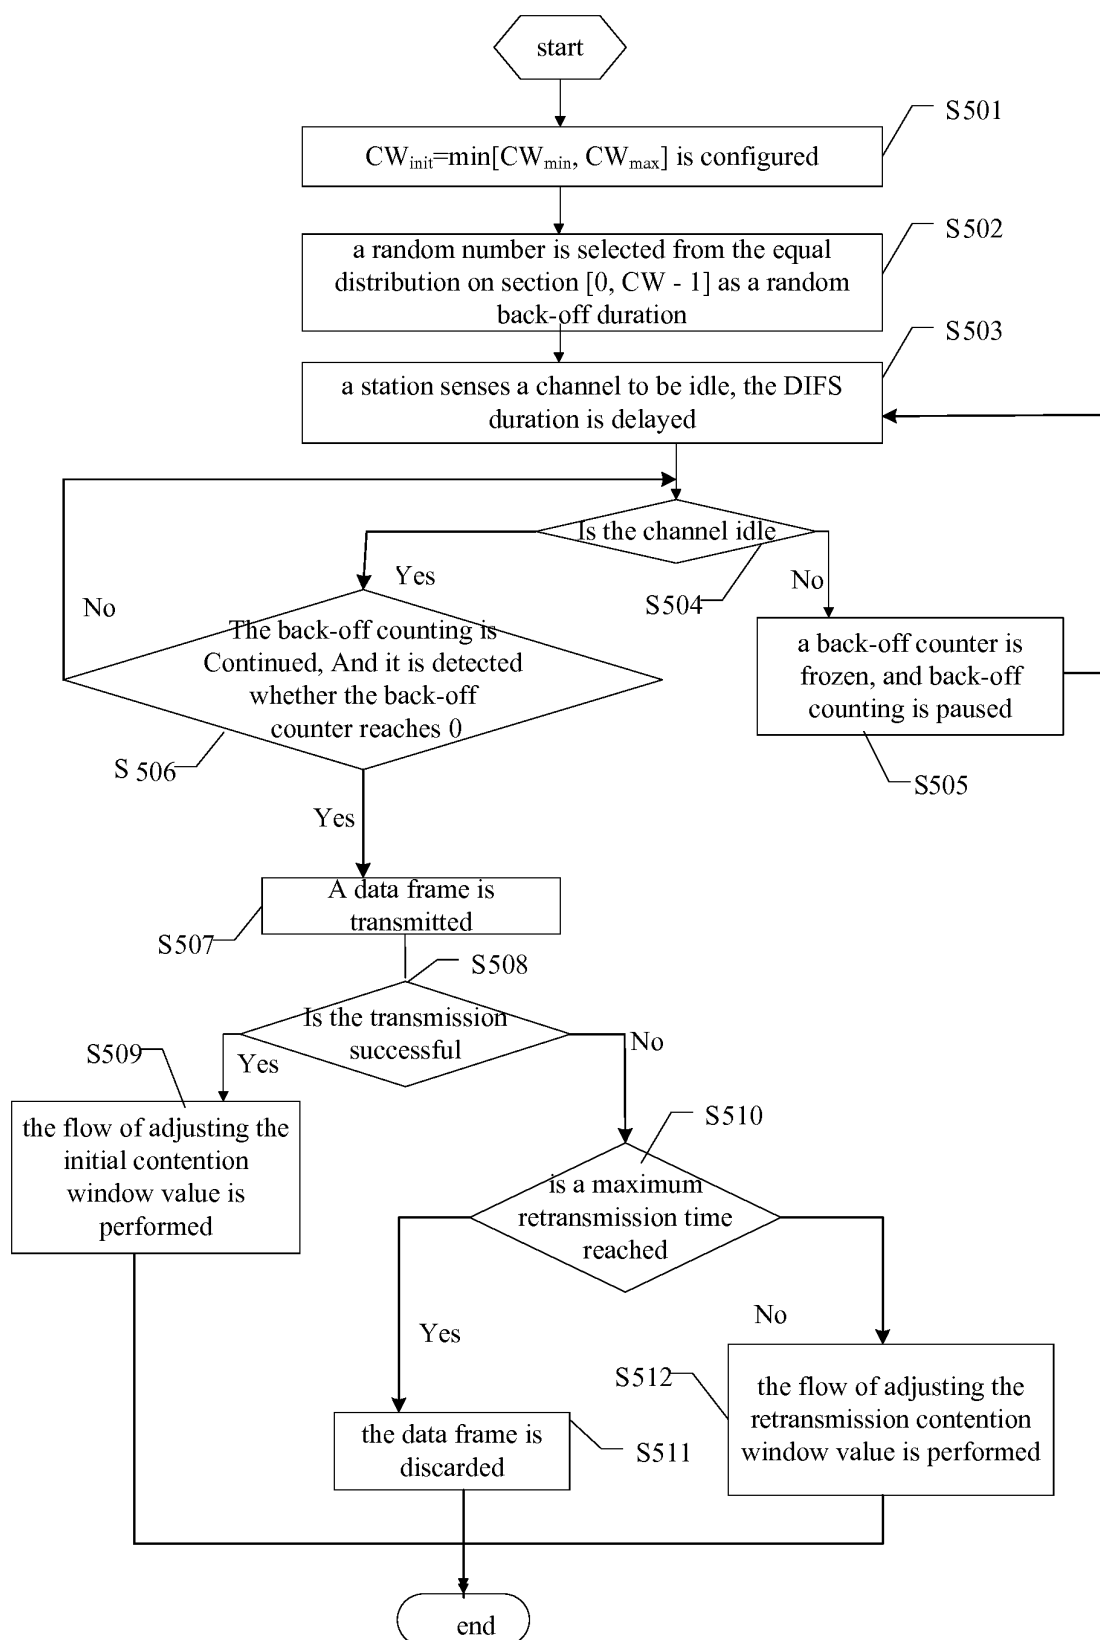 start
S501
CWinit=min[CWmin, CWmax] is configured
S502
a random number is selected from the equal
distribution on section [0, CW - 1] as a random
back-off duration
S503
a station senses a channel to be idle, the DIFS
duration is delayed
Is the channel idle
Yes
No
No
S504
The back-off counting is
Continued, And it is detected
whether the back-off
counter reaches 0
a back-off counter is
frozen, and back-off
counting is paused
S 506
S505
Yes
A data frame is
transmitted
S507
S508
Is the transmission
successful
No
S509
Yes
the flow of adjusting the
initial contention
window value is
performed
S510
is a maximum
retransmission time
reached
No
Yes
S512
the flow of adjusting the
retransmission contention
window value is performed
the data frame is
discarded
S511
end